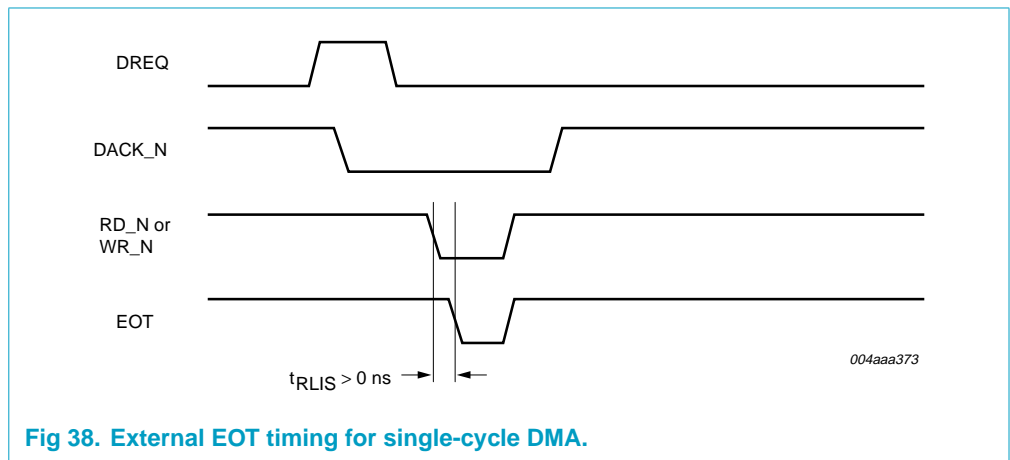 DREQ
DACK_N
RD_N or
WR_N
EOT
004aaa373
tRLIS > 0 ns
Fig 38. External EOT timing for single-cycle DMA.